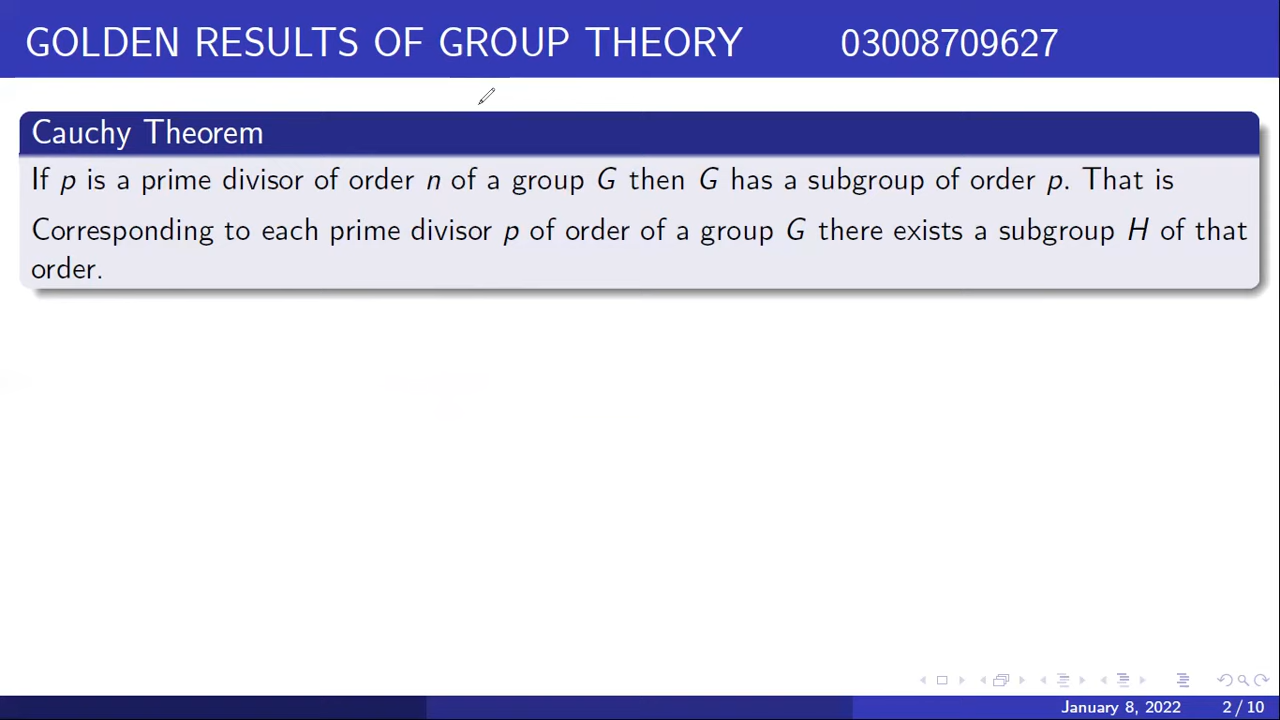 GOLDEN RESULTS OF GROUP THEORY 03008709627
Cauchy Theorem
If p is a prime divisor of order n of a group G then G has a subgroup of order p. That is
Corresponding to each prime divisor p of order of a group G there exists a subgroup H of that
order.
January 8, 2022 2 / 10